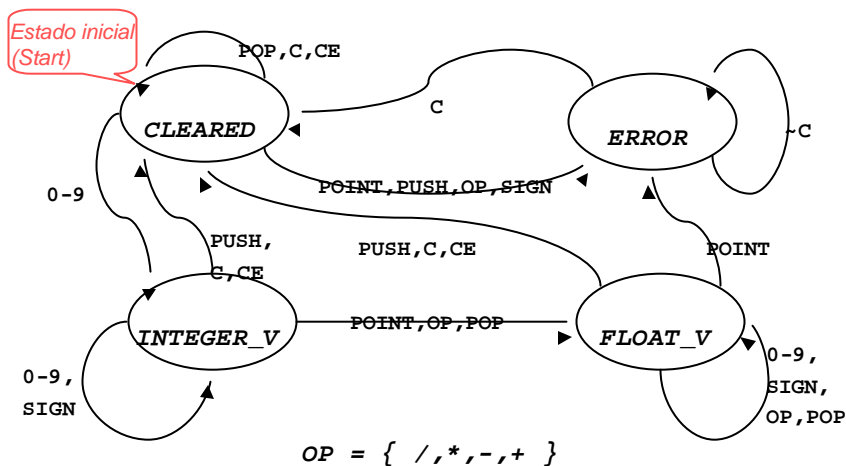 Estado inicial
(Start)
POP,C,CE
C
CLEARED
ERROR
~C
POINT,PUSH,OP,SIGN
0-9
PUSH,
C,CE
PUSH,C,CE
POINT
POINT,OP,POP
INTEGER_V
FLOAT_V
0-9,
SIGN
0-9,
SIGN,
OP,POP
OP = { /,*,-,+ }